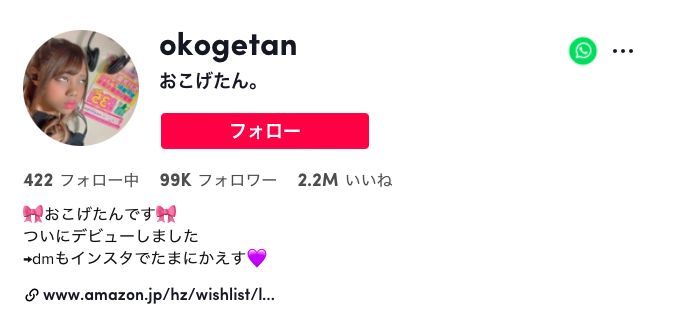 okogetan
おこげたん。
フォロー
422 フォロー中 99K フォロワー 2.2M いいね
🎀おこげたんです🎀
ついにデビューしました
➡dmもインスタでたまにかえす💜
www.amazon.jp/hz/wishlist/l...